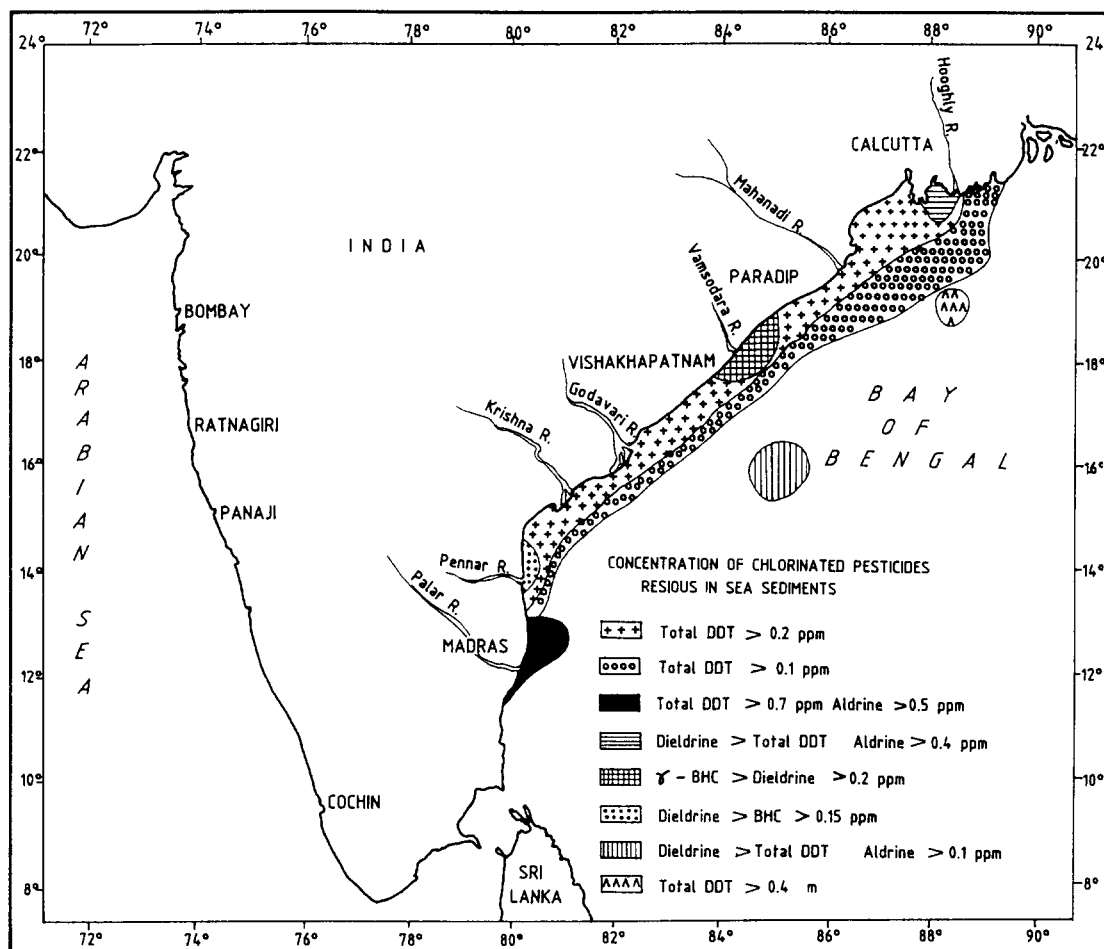 72° 74° 76° 78° 80° 82° 84° 86° 88° 90°
24° 24
22° 22°
20° 20°
18° 18°
16° 16°
14° 14°
12° 12°
10° 10°
8° 8°
Hooghly R.
CALCUTTA
Mahanadi R.
INDIA
PARADIP
Vamsodara R.
BOMBAY
VISHAKHAPATNAM
Godavari R.
Krishna R.
ARABIAN SEA
BAY
OF
BENGAL
RATNAGIRI
PANAJI
Pennar R.
Palar R.
MADRAS
COCHIN
SRI
LANKA
CONCENTRATION OF CHLORINATED PESTICIDES
RESIOUS IN SEA SEDIMENTS
Total DDT > 0.2 ppm
Total DDT > 0.1 ppm
Total DDT > 0.7 ppm Aldrine > 0.5 ppm
Dieldrine > Total DDT Aldrine > 0.4 ppm
γ - BHC > Dieldrine > 0.2 ppm
Dieldrine > BHC > 0.15 ppm
Dieldrine > Total DDT Aldrine > 0.1 ppm
Total DDT > 0.4 m
72° 74° 76° 78° 80° 82° 84° 86° 88° 90°